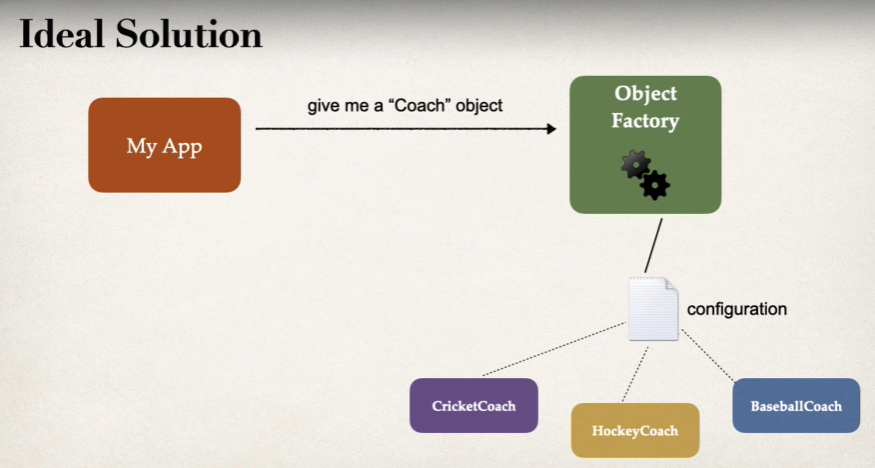 Ideal Solution
My App
give me a “Coach” object
Object
Factory
configuration
CricketCoach
HockeyCoach
BaseballCoach